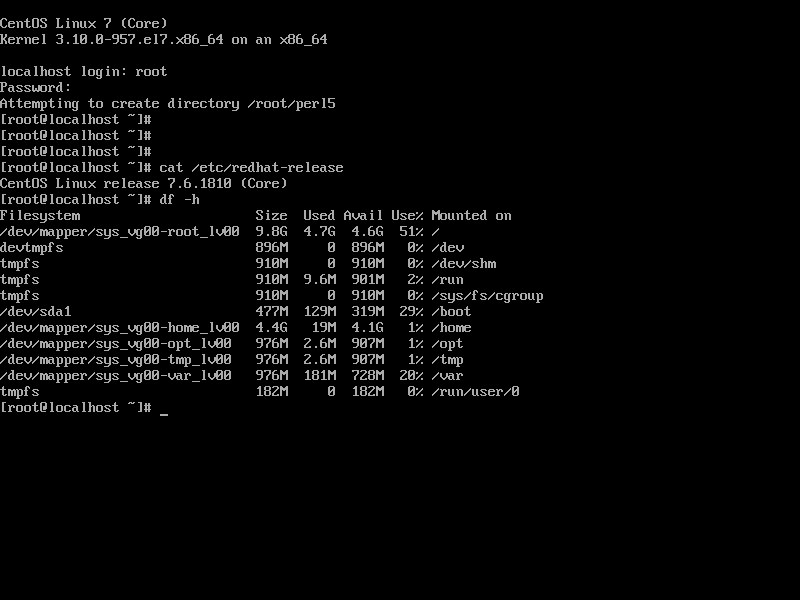 CentOS Linux 7 (Core)
Kernel 3.10.0-957.el7.x86_64 on an x86_64
localhost login: root
Password:
Attempting to create directory /root/perl5
[root@localhost ~]#
[root@localhost ~]#
[root@localhost ~]#
[root@localhost ~]# cat /etc/redhat-release
CentOS Linux release 7.6.1810 (Core)
[root@localhost ~]# df -h
Filesystem                      Size  Used Avail Use% Mounted on
/dev/mapper/sys_vg00-root_lv00  9.8G  4.7G  4.6G  51% /
devtmpfs                        896M     0  896M   0% /dev
tmpfs                           910M     0  910M   0% /dev/shm
tmpfs                           910M  9.6M  901M   2% /run
tmpfs                           910M     0  910M   0% /sys/fs/cgroup
/dev/sda1                       477M  129M  319M  29% /boot
/dev/mapper/sys_vg00-home_lv00  4.4G   19M  4.1G   1% /home
/dev/mapper/sys_vg00-opt_lv00   976M  2.6M  907M   1% /opt
/dev/mapper/sys_vg00-tmp_lv00   976M  2.6M  907M   1% /tmp
/dev/mapper/sys_vg00-var_lv00   976M  181M  728M  20% /var
tmpfs                           182M     0  182M   0% /run/user/0
[root@localhost ~]# _